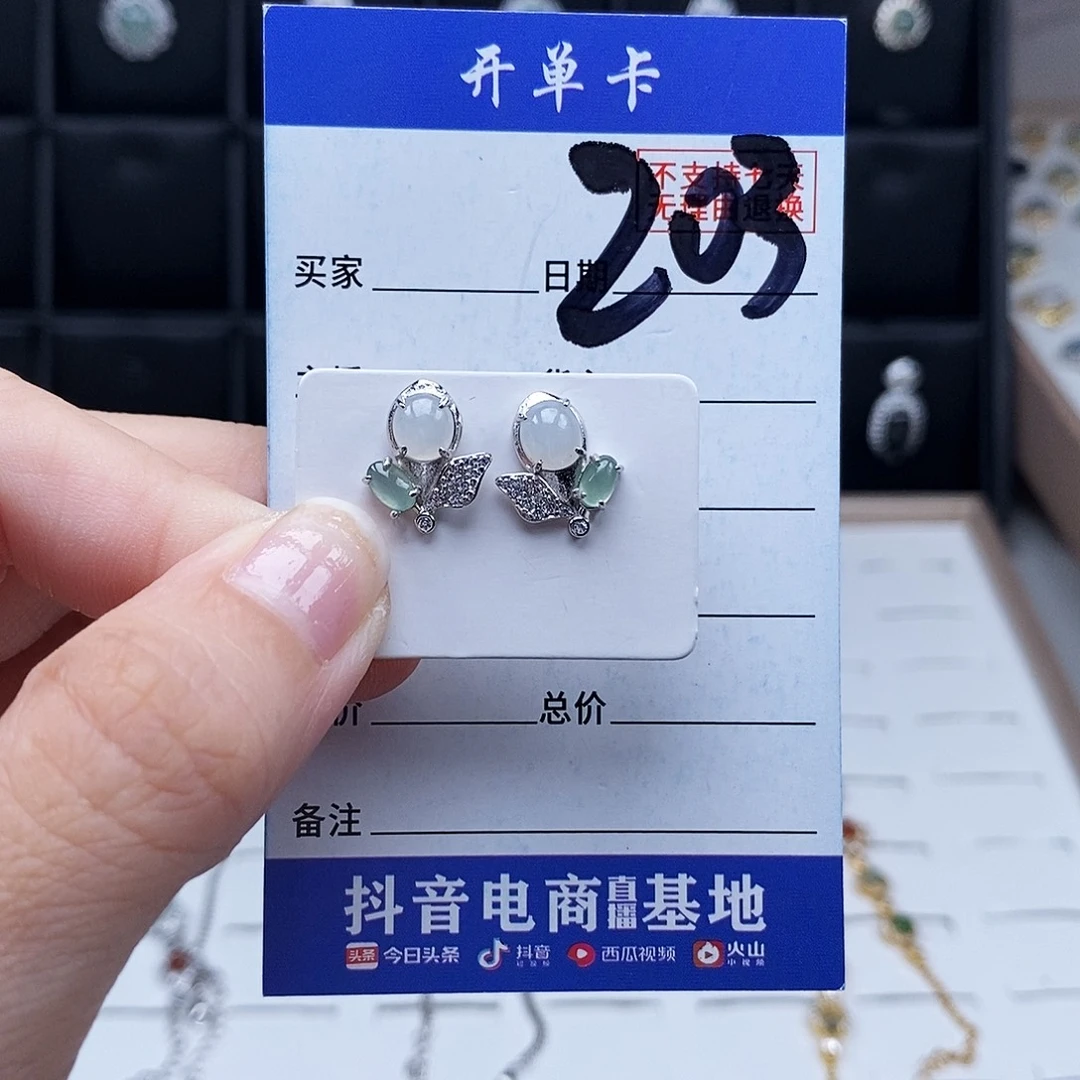 开单卡
203
不支持七天
无理由退换
买家 日期
价 总价
备注
抖音电商直播基地
头条 今日头条 抖音 西瓜视频 火山